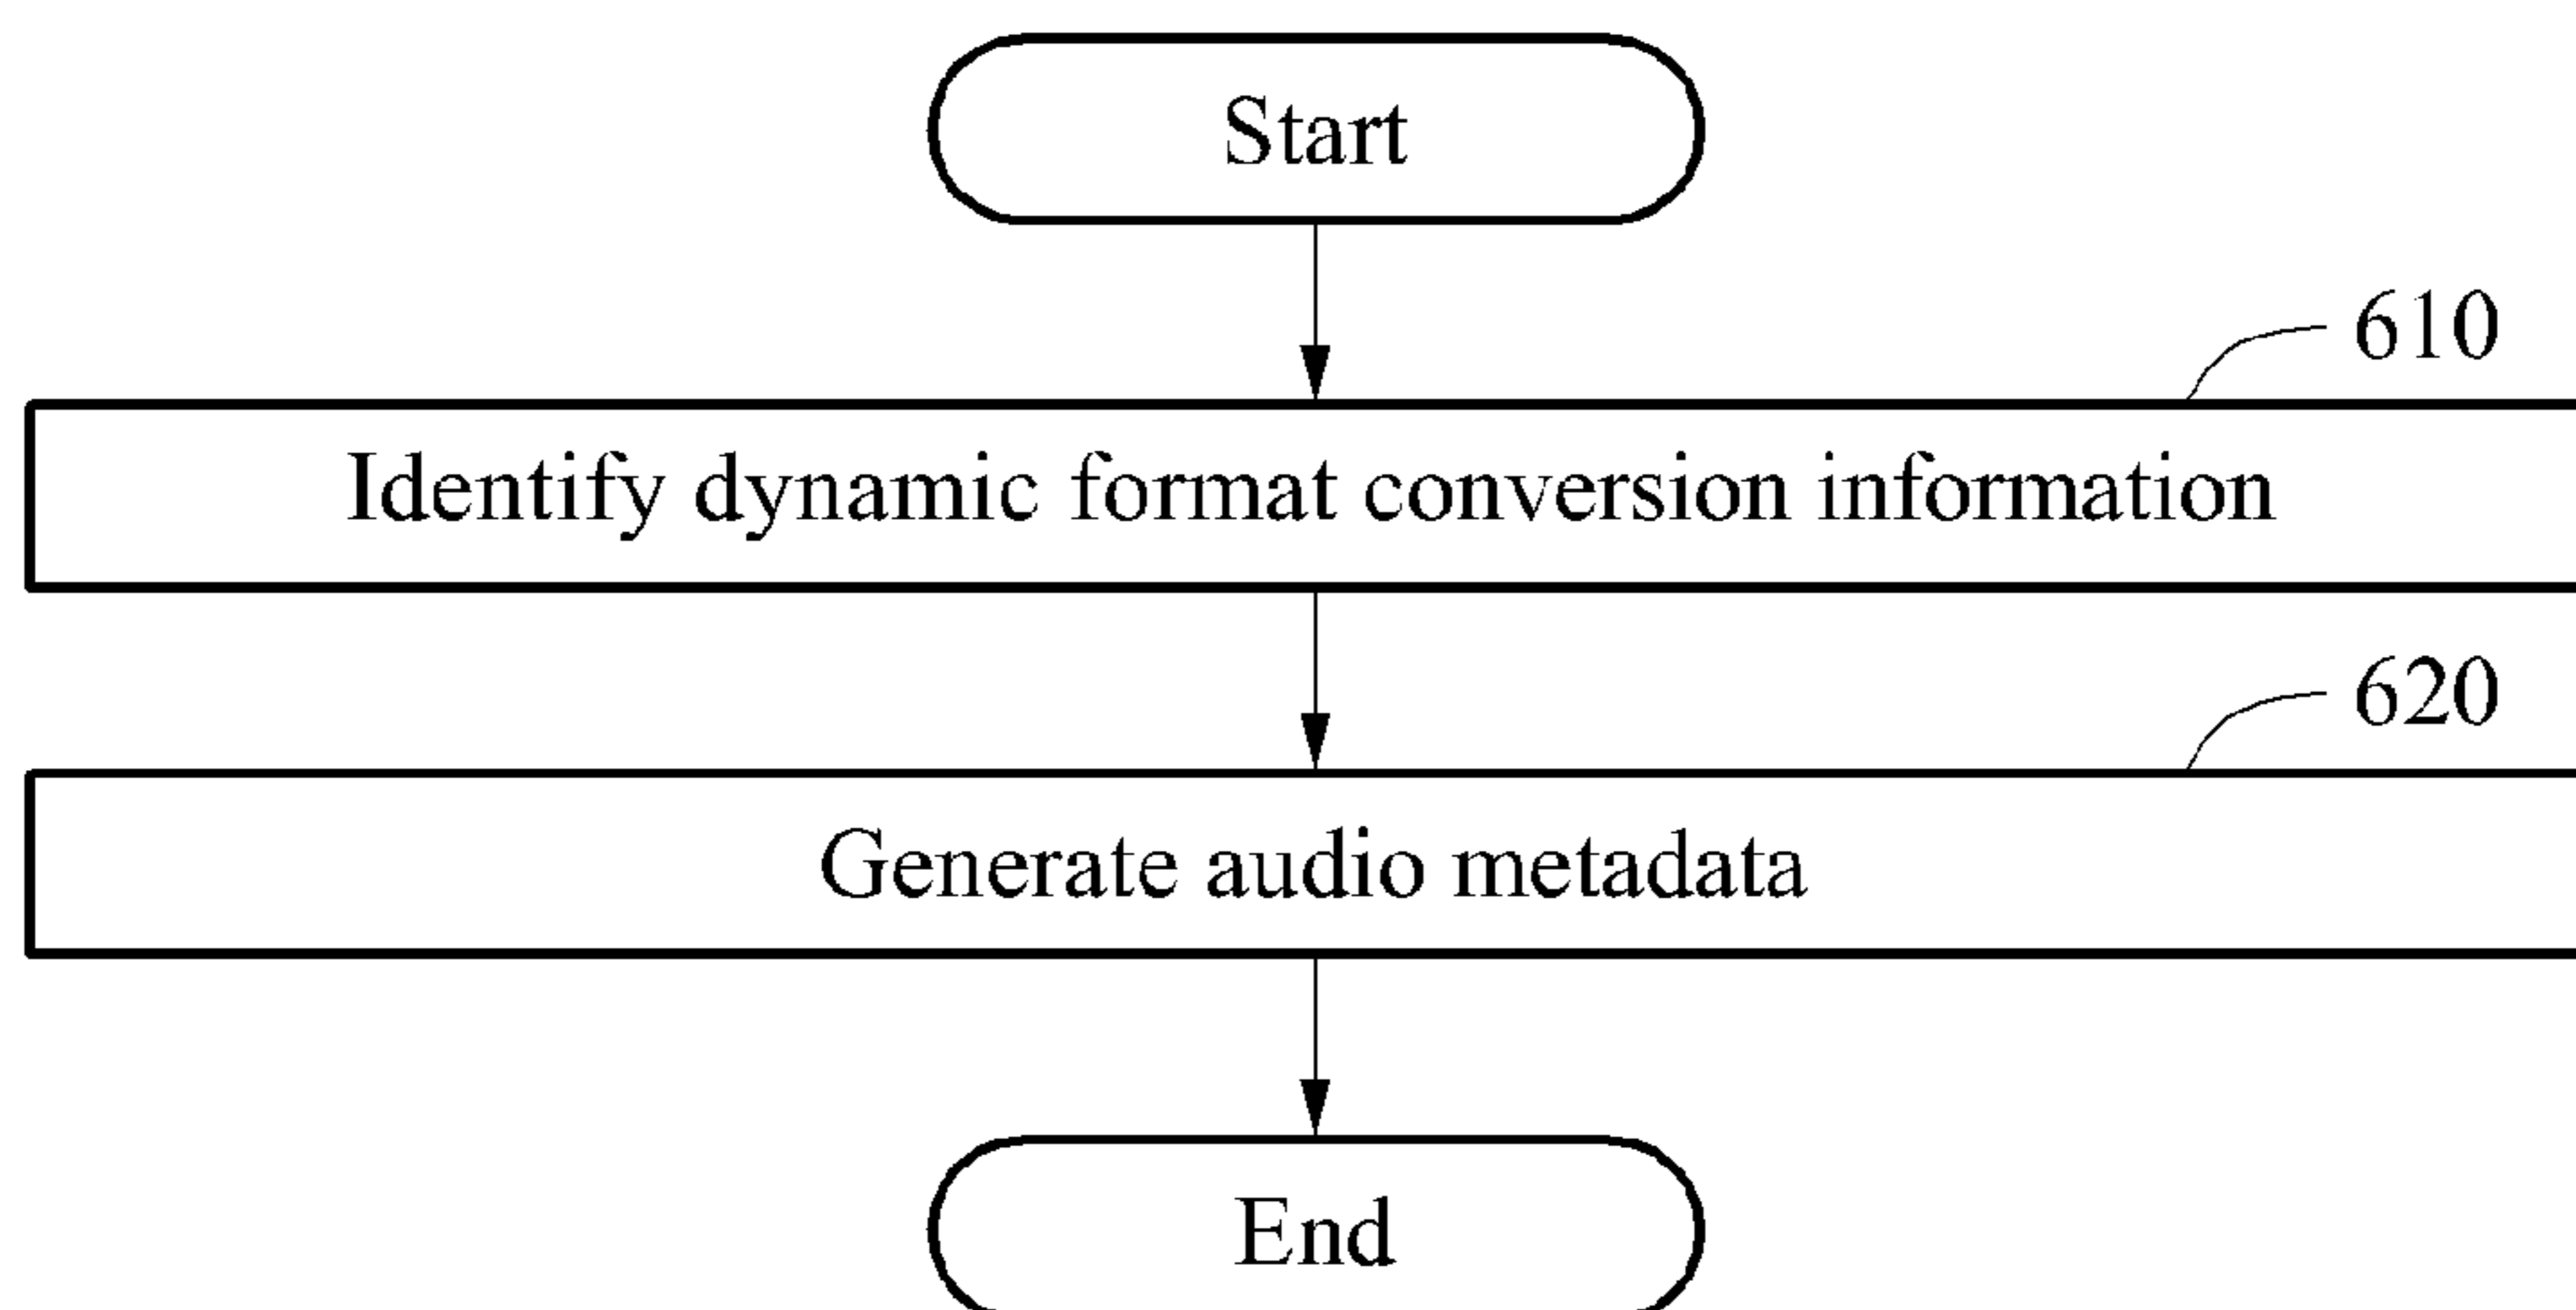 Start
610
Identify dynamic format conversion information
620
Generate audio metadata
End